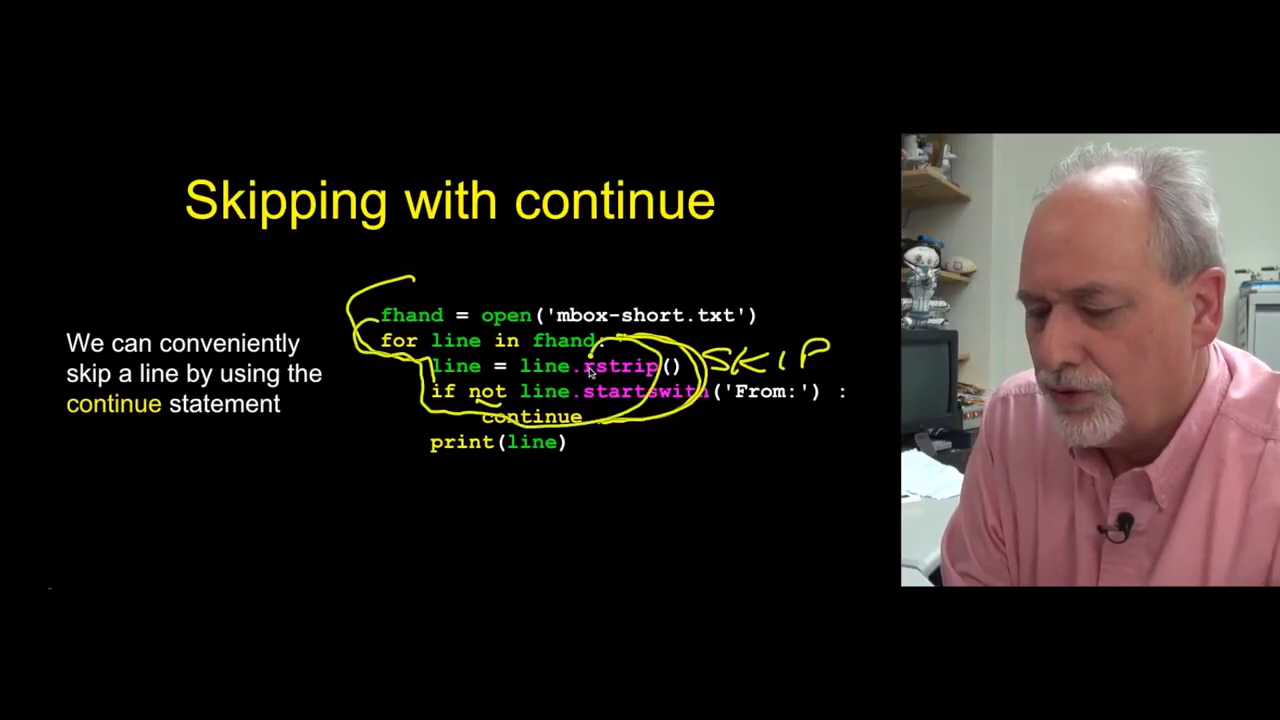 Skipping with continue
We can conveniently
skip a line by using the
continue statement
fhand = open('mbox-short.txt')
for line in fhand:
line = line.rstrip()
if not line.startswith('From:') :
continue
print(line)
SKIP